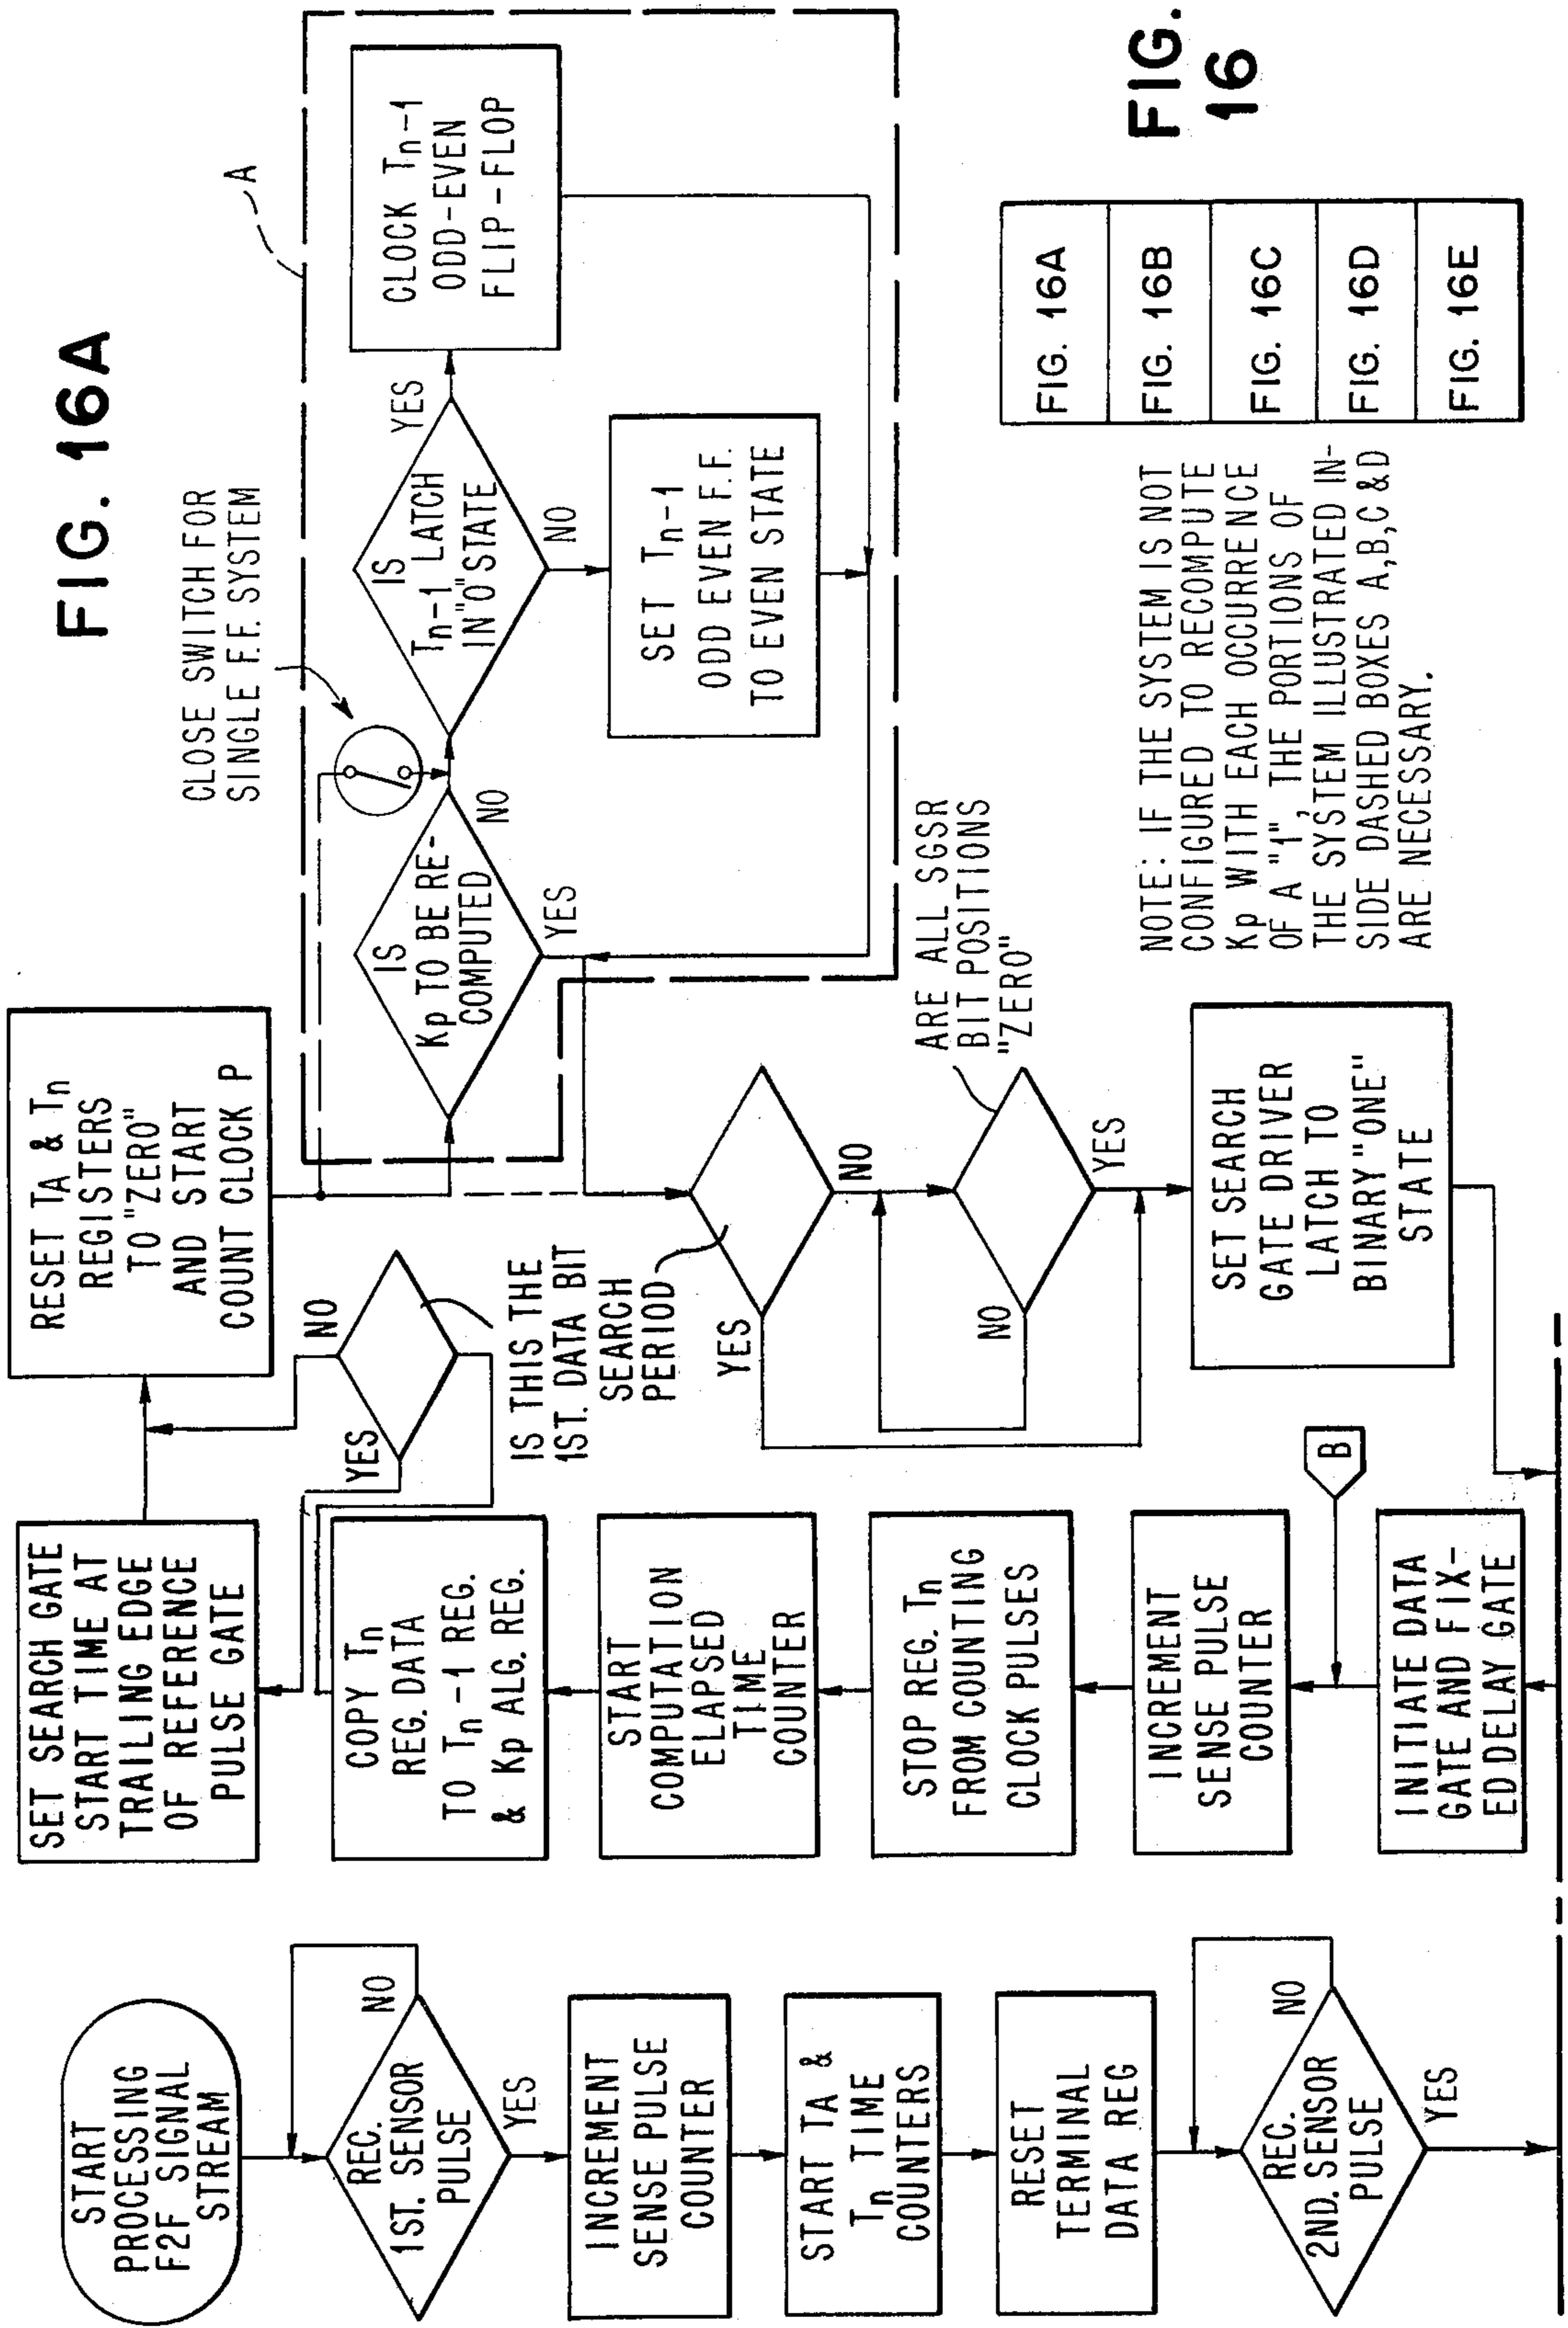 FIG. 16A
START
PROCESSING
F2F SIGNAL
STREAM
REC.
1ST. SENSOR
PULSE
NO
YES
INCREMENT
SENSE PULSE
COUNTER
START TA &
Tn TIME
COUNTERS
RESET
TERMINAL
DATA REG
REC.
2ND. SENSOR
PULSE
NO
YES
SET SEARCH GATE
START TIME AT
TRAILING EDGE
OF REFERENCE
PULSE GATE
COPY Tn
REG. DATA
TO Tn-1 REG.
& Kp ALG. REG.
START
COMPUTATION
ELAPSED
TIME
COUNTER
STOP REG. Tn
FROM COUNTING
CLOCK PULSES
INCREMENT
SENSE PULSE
COUNTER
B
INITIATE DATA
GATE AND FIX-
ED DELAY GATE
RESET TA & Tn
REGISTERS
TO "ZERO"
AND START
COUNT CLOCK P
NO
YES
IS THIS THE
1ST. DATA BIT
SEARCH
PERIOD
YES
NO
ARE ALL SGSR
BIT POSITIONS
"ZERO"
NO
YES
SET SEARCH
GATE DRIVER
LATCH TO
BINARY "ONE"
STATE
CLOSE SWITCH FOR
SINGLE F.F. SYSTEM
A
IS
Kp TO BE RE-
COMPUTED
NO
YES
IS
Tn-1 LATCH
IN "0" STATE
YES
NO
CLOCK Tn-1
ODD-EVEN
FLIP-FLOP
SET Tn-1
ODD EVEN F.F.
TO EVEN STATE
NOTE: IF THE SYSTEM IS NOT
CONFIGURED TO RECOMPUTE
Kp WITH EACH OCCURRENCE
OF A "1", THE PORTIONS OF
THE SYSTEM ILLUSTRATED IN-
SIDE DASHED BOXES A,B,C & D
ARE NECESSARY.
FIG. 16A
FIG. 16B
FIG. 16C
FIG. 16D
FIG. 16E
FIG.
16